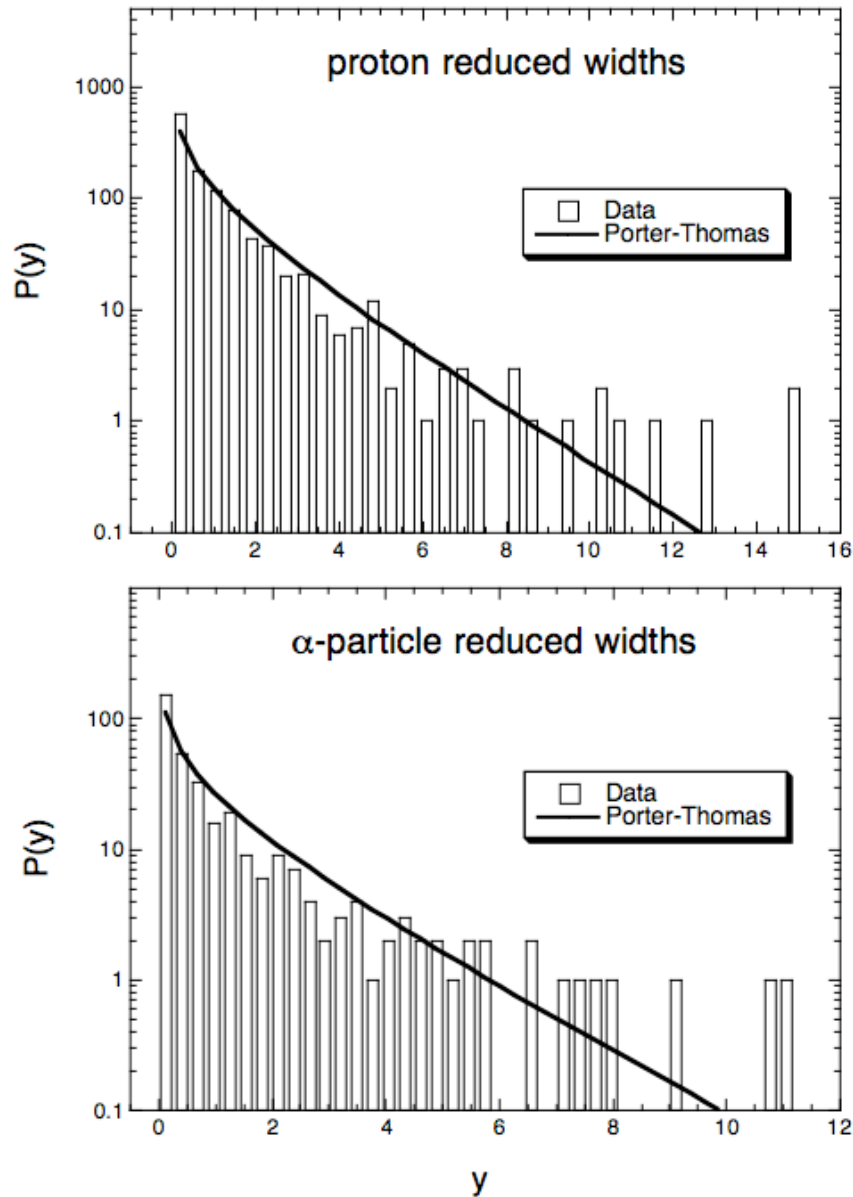 proton reduced widths
1000
100
10
1
0.1
P(y)
Data
Porter-Thomas
0 2 4 6 8 10 12 14 16
α-particle reduced widths
100
10
1
0.1
P(y)
Data
Porter-Thomas
0 2 4 6 8 10 12
y